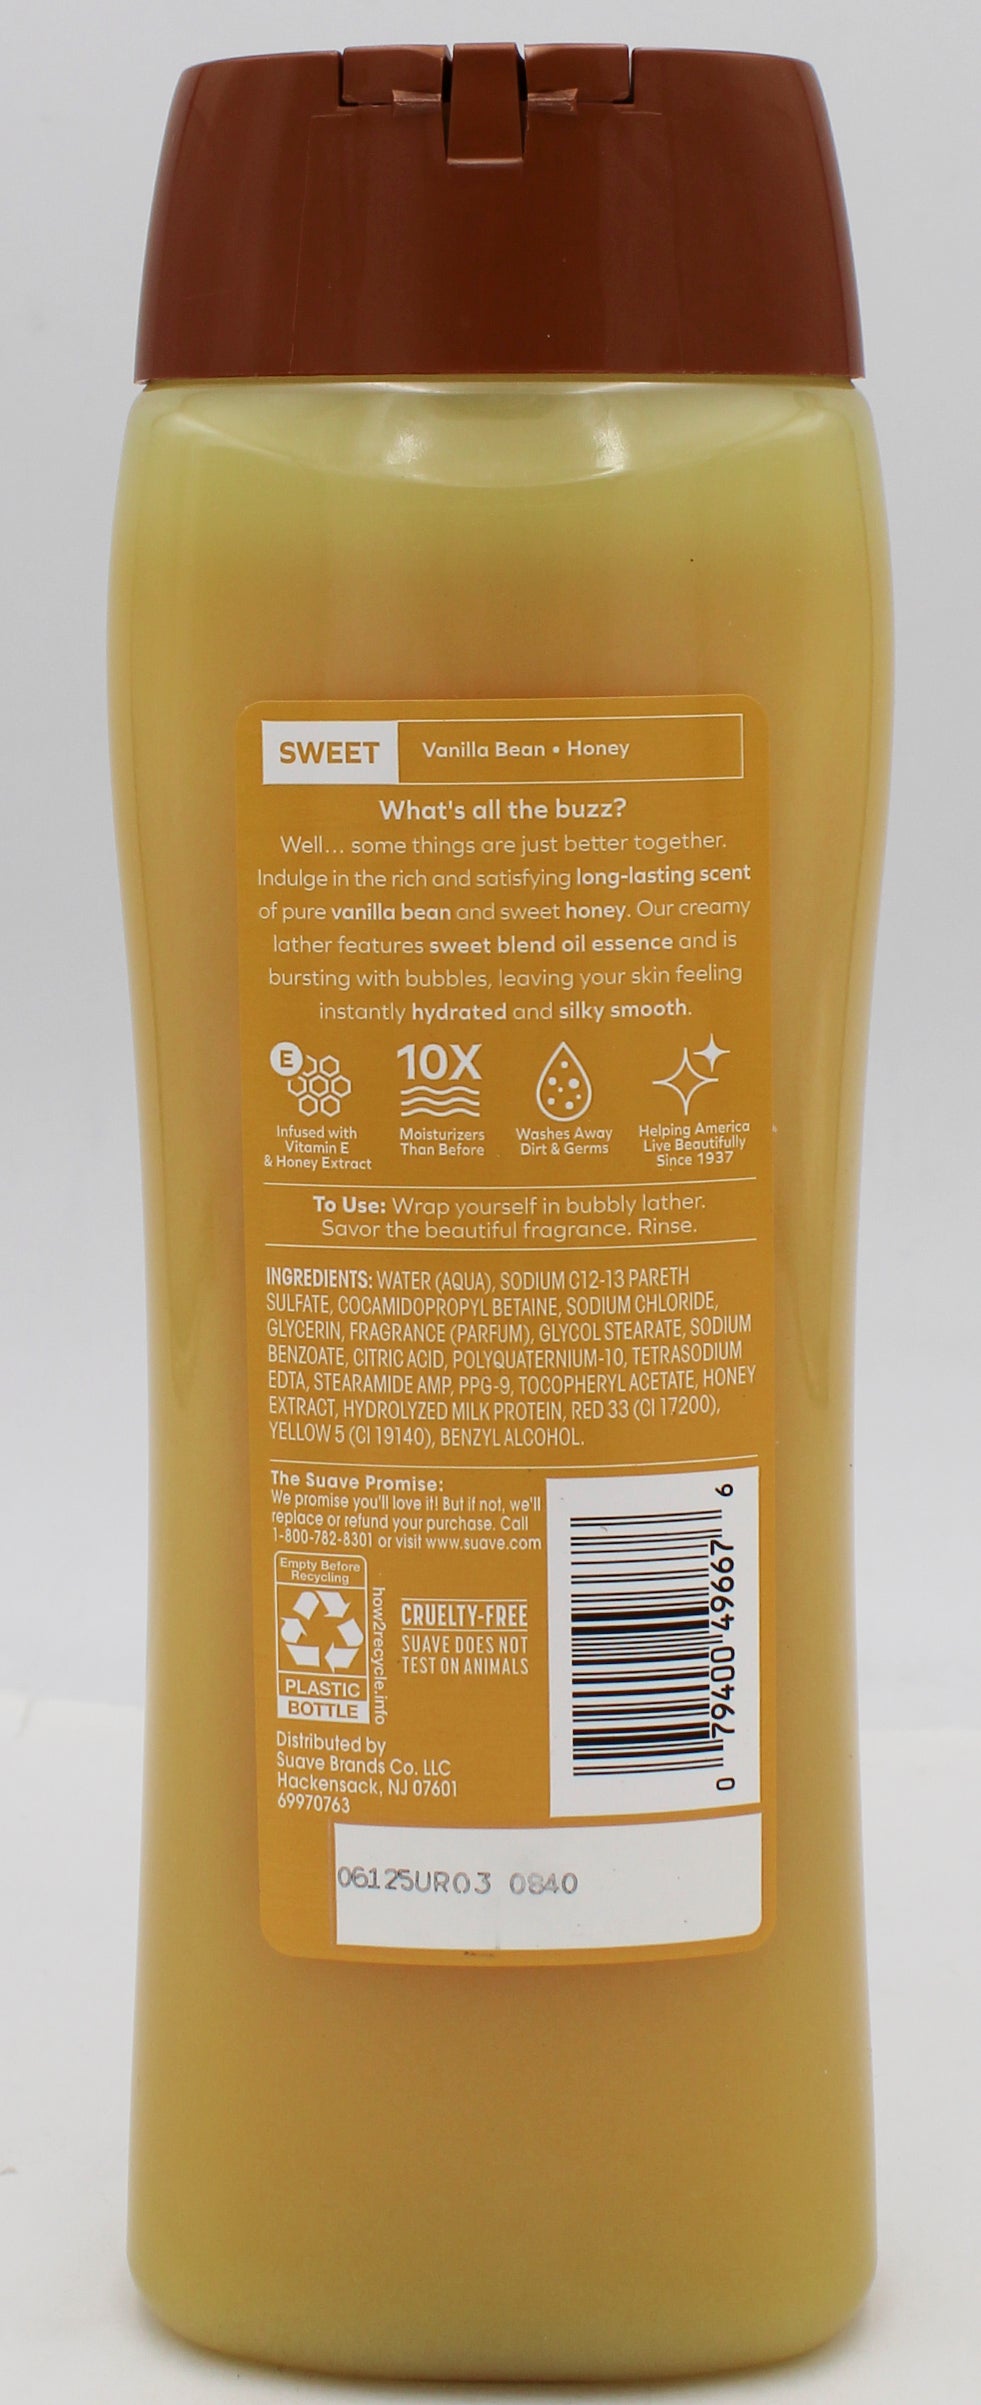 SWEET Vanilla Bean • Honey
What's all the buzz?
Well... some things are just better together.
Indulge in the rich and satisfying long-lasting scent
of pure vanilla bean and sweet honey. Our creamy
lather features sweet blend oil essence and is
bursting with bubbles, leaving your skin feeling
instantly hydrated and silky smooth.
E
Infused with
Vitamin E
& Honey Extract
10X
Moisturizers
Than Before
Washes Away
Dirt & Germs
Helping America
Live Beautifully
Since 1937
To Use: Wrap yourself in bubbly lather.
Savor the beautiful fragrance. Rinse.
INGREDIENTS: WATER (AQUA), SODIUM C12-13 PARETH
SULFATE, COCAMIDOPROPYL BETAINE, SODIUM CHLORIDE,
GLYCERIN, FRAGRANCE (PARFUM), GLYCOL STEARATE, SODIUM
BENZOATE, CITRIC ACID, POLYQUATERNIUM-10, TETRASODIUM
EDTA, STEARAMIDE AMP, PPG-9, TOCOPHERYL ACETATE, HONEY
EXTRACT, HYDROLYZED MILK PROTEIN, RED 33 (CI 17200),
YELLOW 5 (CI 19140), BENZYL ALCOHOL.
The Suave Promise:
We promise you'll love it! But if not, we'll
replace or refund your purchase. Call
1-800-782-8301 or visit www.suave.com
Empty Before
Recycling
PLASTIC
BOTTLE
how2recycle.info
CRUELTY-FREE
SUAVE DOES NOT
TEST ON ANIMALS
Distributed by
Suave Brands Co. LLC
Hackensack, NJ 07601
69970763
0 79400 49667 6
06125UR03 0840